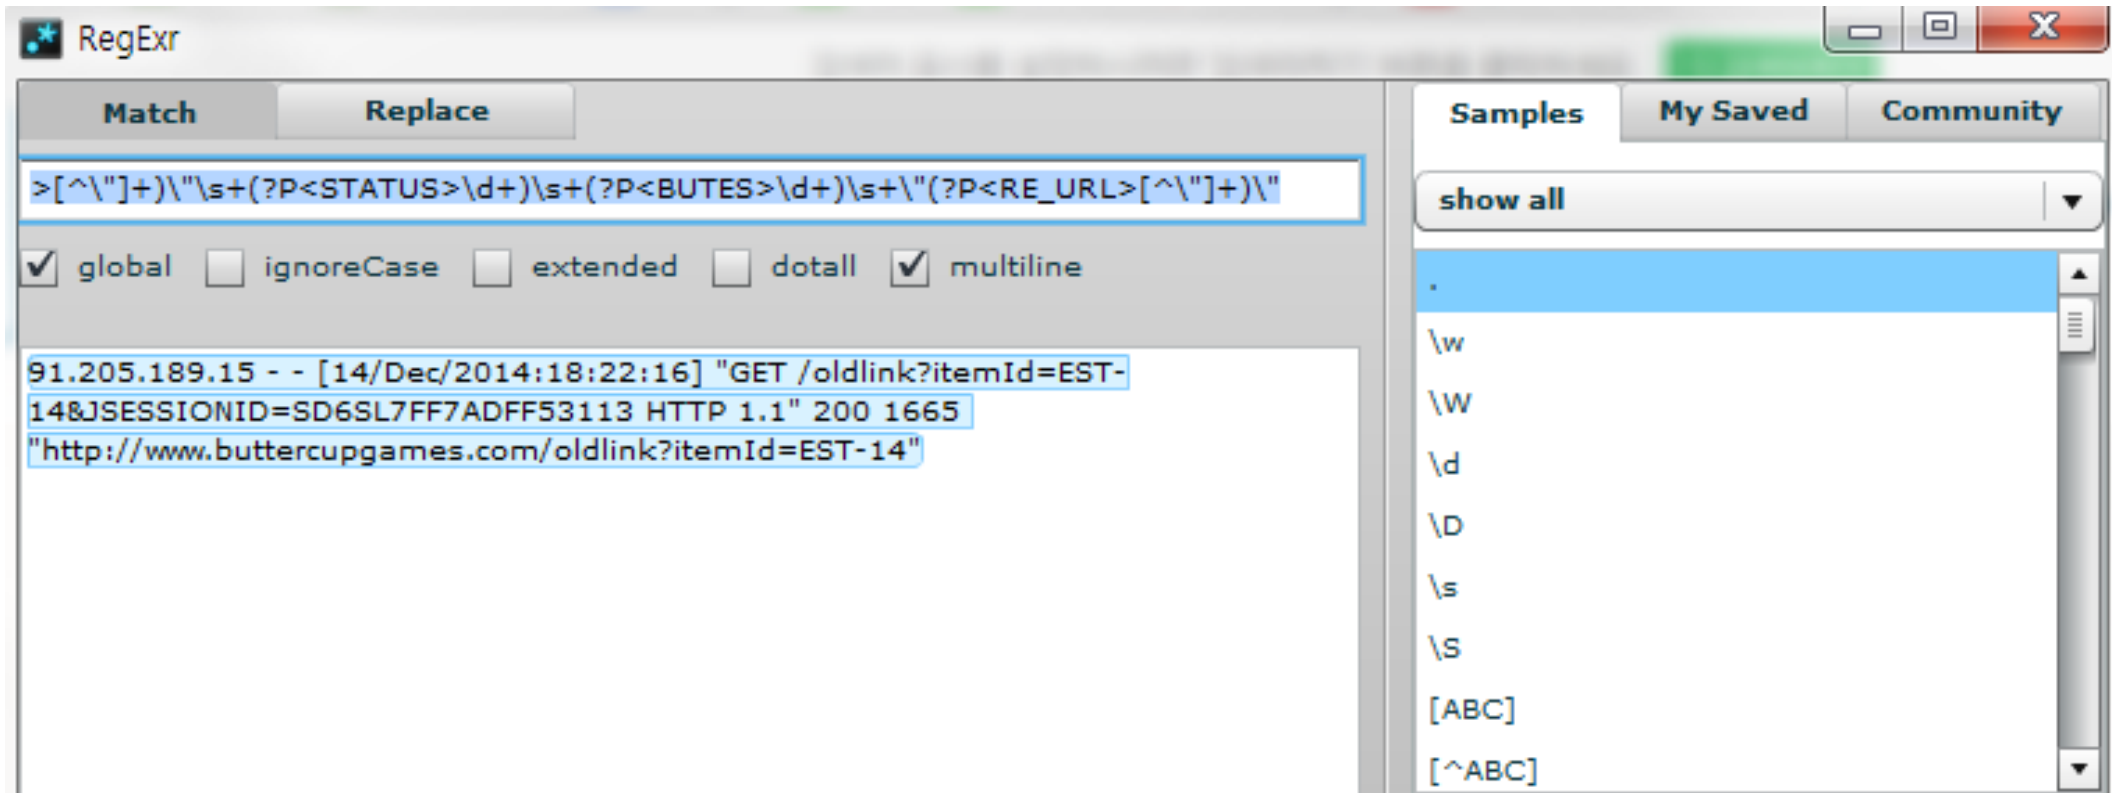 RegExr
Match Replace
>[^\"]+)\"\s+(?P<STATUS>\d+)\s+(?P<BUTES>\d+)\s+\"(?P<RE_URL>[^\"]+)\"
global ignoreCase extended dotall multiline
91.205.189.15 - - [14/Dec/2014:18:22:16] "GET /oldlink?itemId=EST-
14&JSESSIONID=SD6SL7FF7ADFF53113 HTTP 1.1" 200 1665
"http://www.buttercupgames.com/oldlink?itemId=EST-14"
Samples My Saved Community
show all
.
\w
\W
\d
\D
\s
\S
[ABC]
[^ABC]